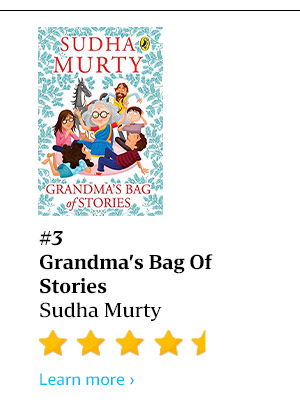 SUDHA
MURTY
GRANDMA'S BAG
of STORIES
#3
Grandma's Bag Of
Stories
Sudha Murty
Learn more ›